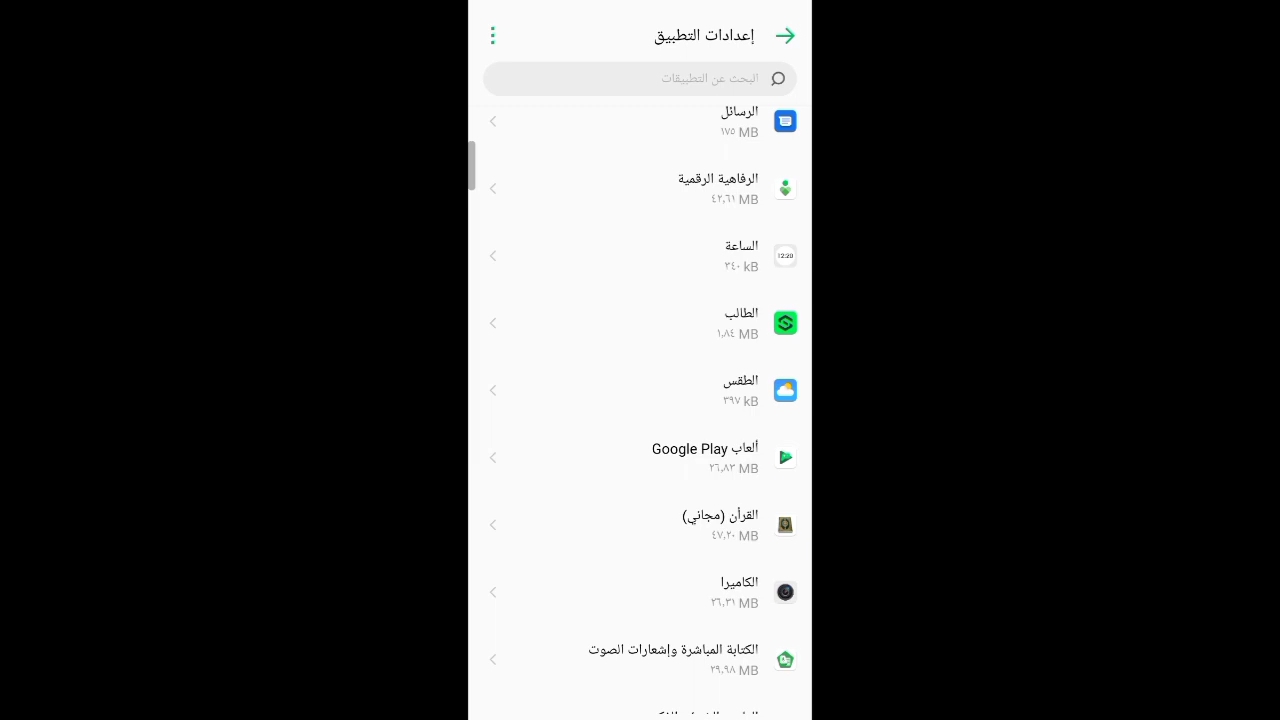 إعدادات التطبيق
البحث عن التطبيقات
الرسائل
١٧٥ MB
الرفاهية الرقمية
٤٢,٦١ MB
الساعة
12:20
٣٤٠ kB
الطالب
١,٨٤ MB
الطقس
٣٩٧ kB
ألعاب Google Play
٢٦,٨٣ MB
القرآن (مجاني)
٤٧,٢٠ MB
الكاميرا
٢٦,٣١ MB
الكتابة المباشرة وإشعارات الصوت
٢٩,٩٨ MB